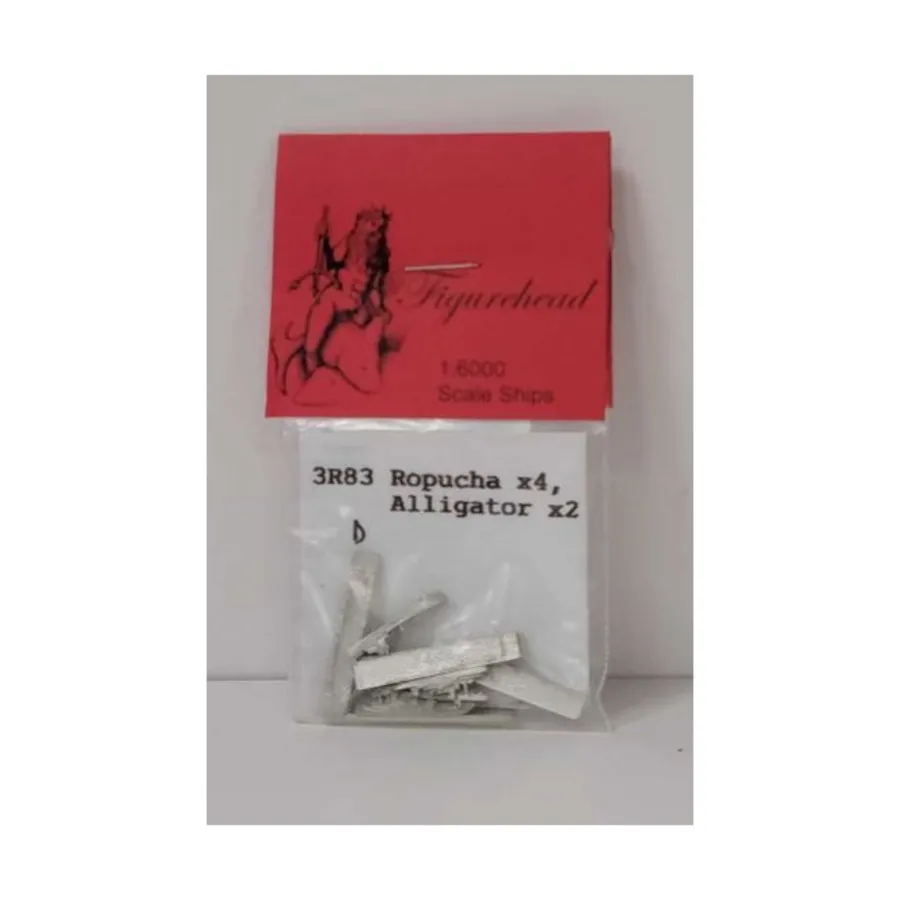 Figurehead
1:6000
Scale Ships
3R83 Ropucha x4,
Alligator x2
D